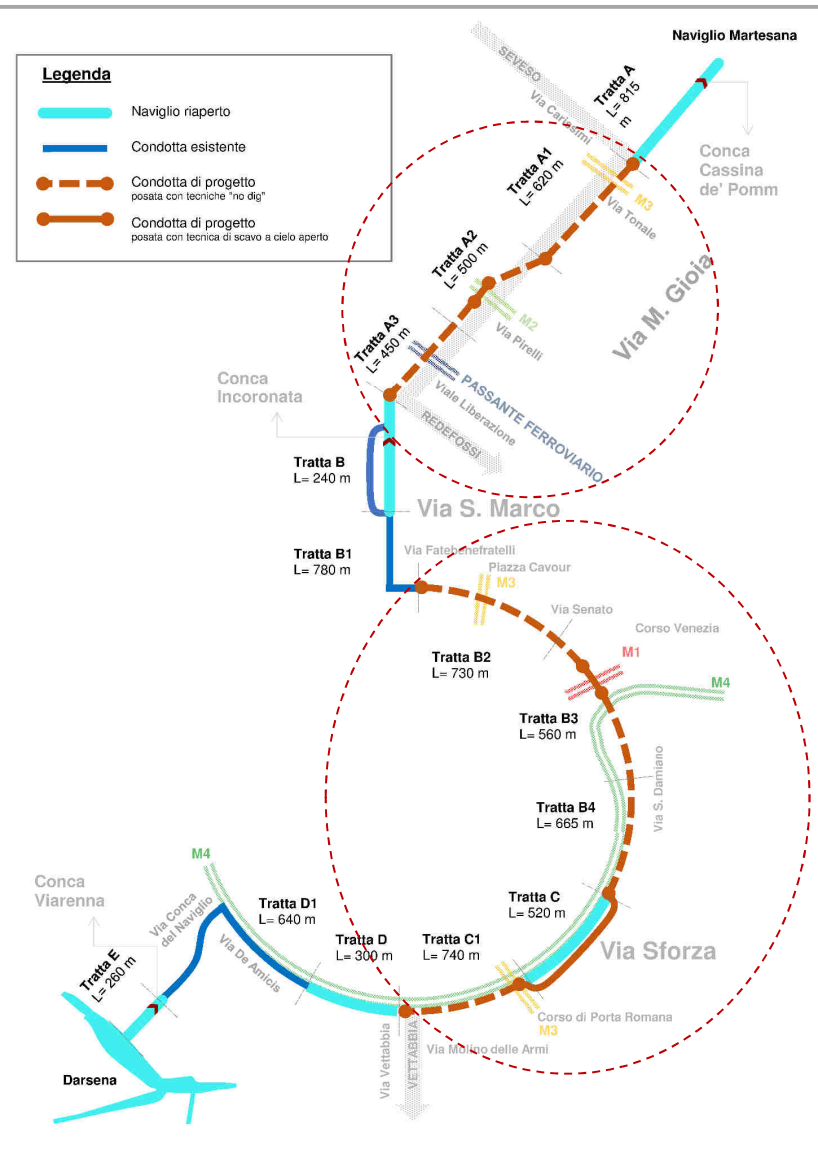 Naviglio Martesana
Legenda
Naviglio riaperto
Condotta esistente
Condotta di progetto
posata con tecniche "no dig"
Condotta di progetto
posata con tecnica di scavo a cielo aperto
SEVESO
Via Carissimi
Tratta A
L= 815
m
Conca
Cassina
de' Pomm
Tratta A1
L= 620 m
M3
Via Tonale
Tratta A2
L= 500 m
M2
Via Pirelli
Via M. Gioia
Tratta A3
L= 450 m
PASSANTE FERROVIARIO
Viale Liberazione
REDEFOSSI
Conca
Incoronata
Tratta B
L= 240 m
Via S. Marco
Tratta B1
L= 780 m
Via Fatebenefratelli
Piazza Cavour
M3
Via Senato
Corso Venezia
Tratta B2
L= 730 m
M1
M4
Tratta B3
L= 560 m
Via S. Damiano
Tratta B4
L= 665 m
M4
Conca
Viarenna
Via Conca
del Naviglio
Tratta D1
L= 640 m
Via De Amicis
Tratta D
L= 300 m
Tratta C1
L= 740 m
Tratta C
L= 520 m
Via Sforza
Tratta E
L= 260 m
Corso di Porta Romana
M3
Via Molino delle Armi
Via Vettabbia
VETTABBIA
Darsena